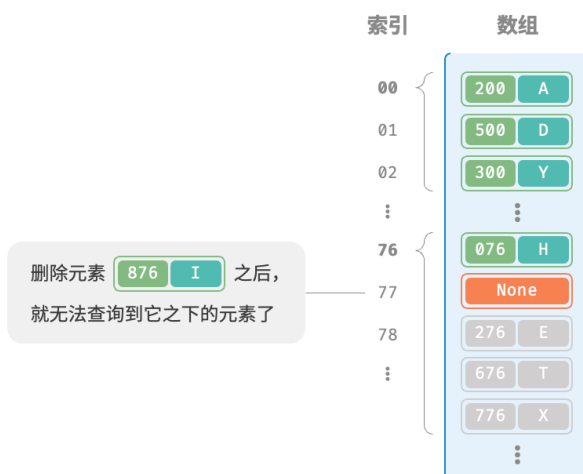 索引 数组
00 200 A
01 500 D
02 300 Y
76 076 H
删除元素 876 I 之后，
77 None
就无法查询到它之下的元素了
78 276 E
676 T
776 X